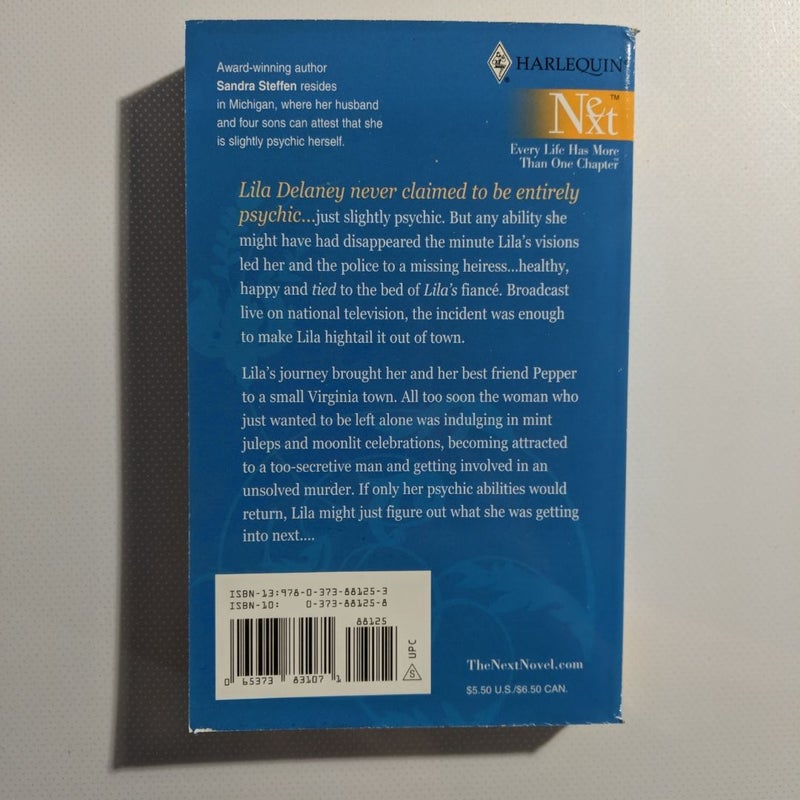 Award-winning author
Sandra Steffen resides
in Michigan, where her husband
and four sons can attest that she
is slightly psychic herself.
HARLEQUIN®
Next™
Every Life Has More
Than One Chapter™
Lila Delaney never claimed to be entirely
psychic...just slightly psychic. But any ability she
might have had disappeared the minute Lila's visions
led her and the police to a missing heiress...healthy,
happy and tied to the bed of Lila's fiancé. Broadcast
live on national television, the incident was enough
to make Lila hightail it out of town.
Lila's journey brought her and her best friend Pepper
to a small Virginia town. All too soon the woman who
just wanted to be left alone was indulging in mint
juleps and moonlit celebrations, becoming attracted
to a too-secretive man and getting involved in an
unsolved murder. If only her psychic abilities would
return, Lila might just figure out what she was getting
into next....
ISBN-13:978-0-373-88125-3
ISBN-10: 0-373-88125-8
88125
0 65373 83107 1
S UPC
TheNextNovel.com
$5.50 U.S./$6.50 CAN.